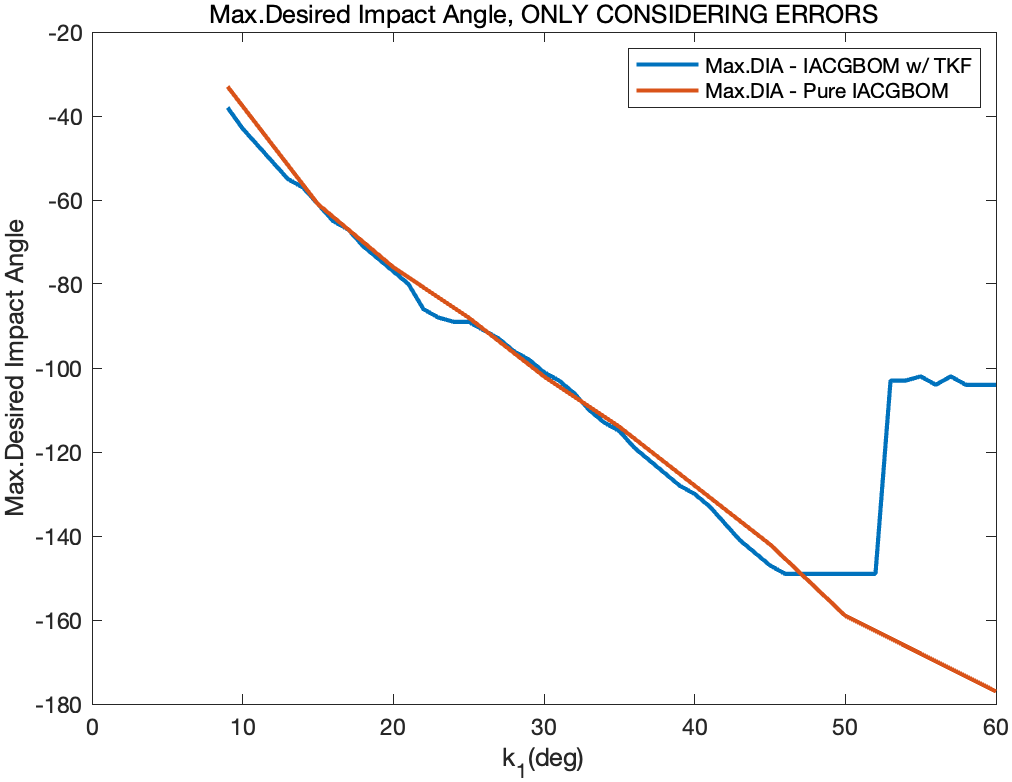 Max.Desired Impact Angle, ONLY CONSIDERING ERRORS
Max.DIA - IACGBOM w/ TKF
Max.DIA - Pure IACGBOM
Max.Desired Impact Angle
-20
-40
-60
-80
-100
-120
-140
-160
-180
0 10 20 30 40 50 60
k₁(deg)